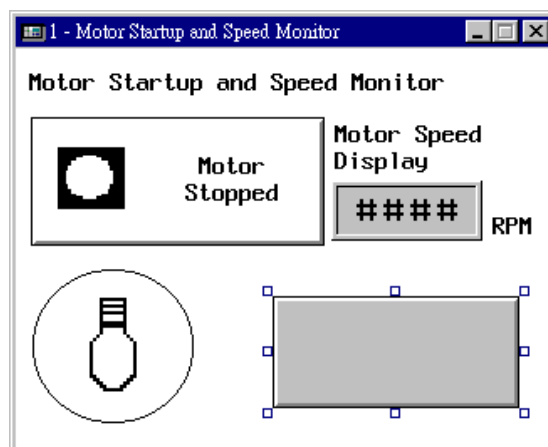 1 - Motor Startup and Speed Monitor
Motor Startup and Speed Monitor
Motor
Stopped
Motor Speed
Display
####
RPM